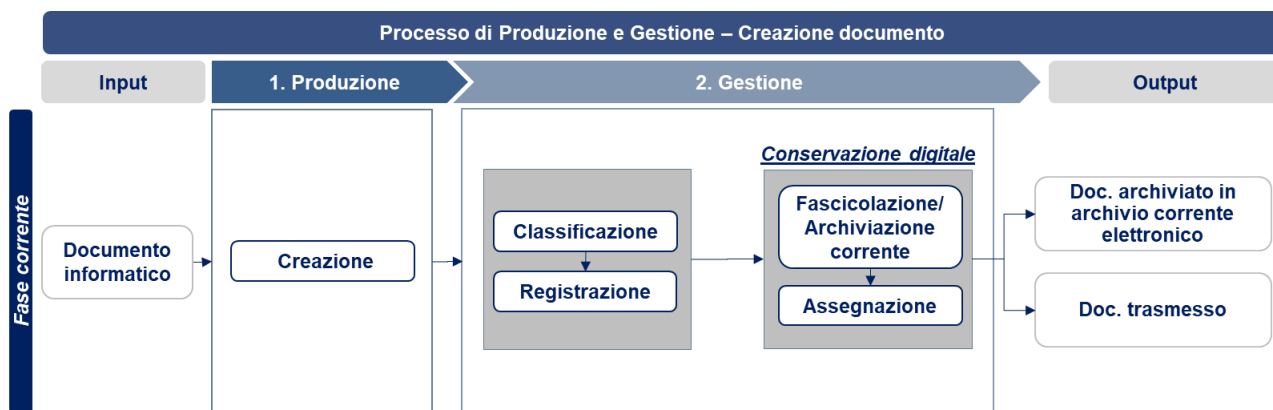 Processo di Produzione e Gestione – Creazione documento
Input
1. Produzione
2. Gestione
Output
Fase corrente
Documento
informatico
Creazione
Classificazione
Registrazione
Conservazione digitale
Fascicolazione/
Archiviazione
corrente
Assegnazione
Doc. archiviato in
archivio corrente
elettronico
Doc. trasmesso